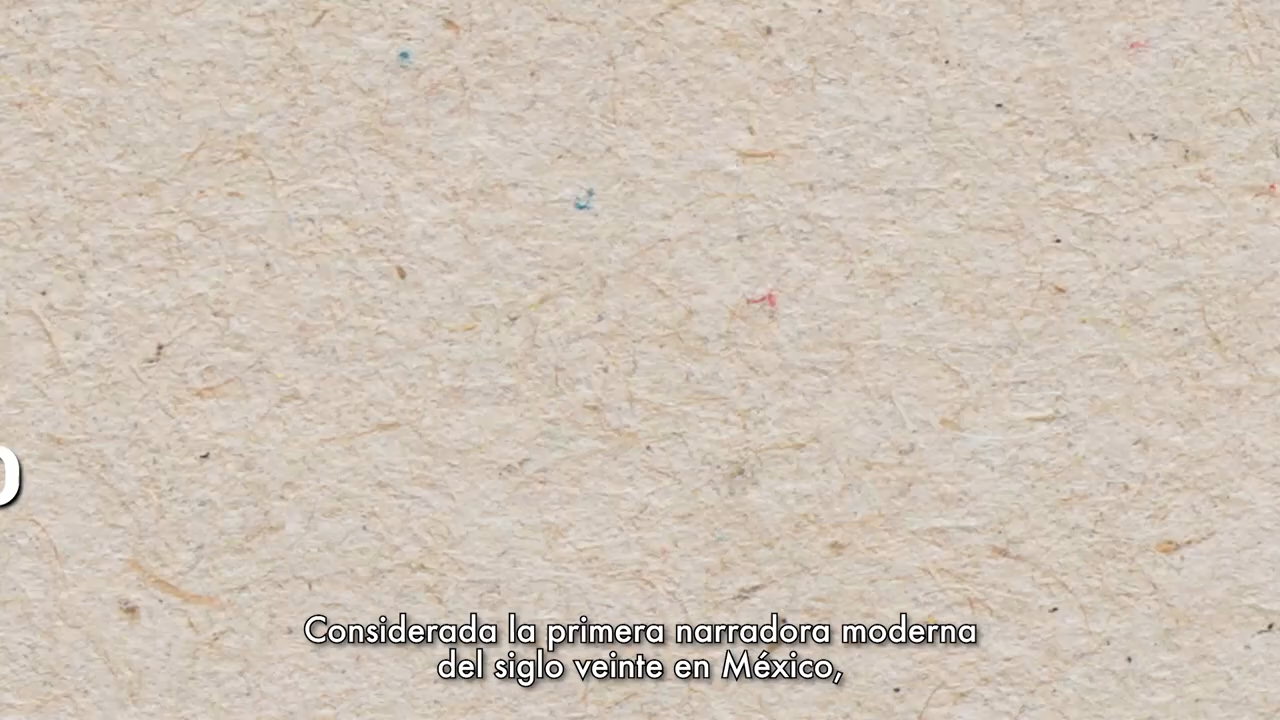 Considerada la primera narradora moderna
del siglo veinte en México,